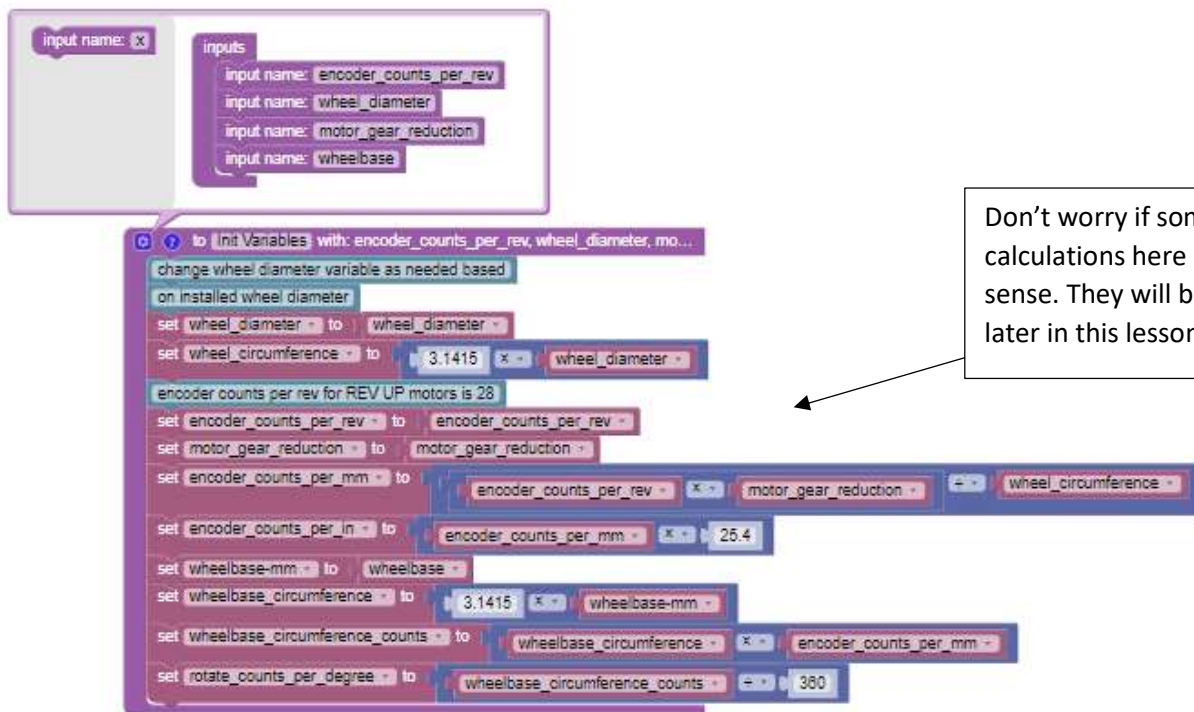 input name: x
inputs
input name: encoder_counts_per_rev
input name: wheel_diameter
input name: motor_gear_reduction
input name: wheelbase
? to Init Variables with: encoder_counts_per_rev, wheel_diameter, mo...
change wheel diameter variable as needed based
on installed wheel diameter
set wheel_diameter to wheel_diameter
set wheel_circumference to 3.1415 x wheel_diameter
encoder counts per rev for REV UP motors is 28
set encoder_counts_per_rev to encoder_counts_per_rev
set motor_gear_reduction to motor_gear_reduction
set encoder_counts_per_mm to encoder_counts_per_rev x motor_gear_reduction ÷ wheel_circumference
set encoder_counts_per_in to encoder_counts_per_mm x 25.4
set wheelbase-mm to wheelbase
set wheelbase_circumference to 3.1415 x wheelbase-mm
set wheelbase_circumference_counts to wheelbase_circumference x encoder_counts_per_mm
set rotate_counts_per_degree to wheelbase_circumference_counts ÷ 360
Don’t worry if
calculations here
sense. They will
later in this